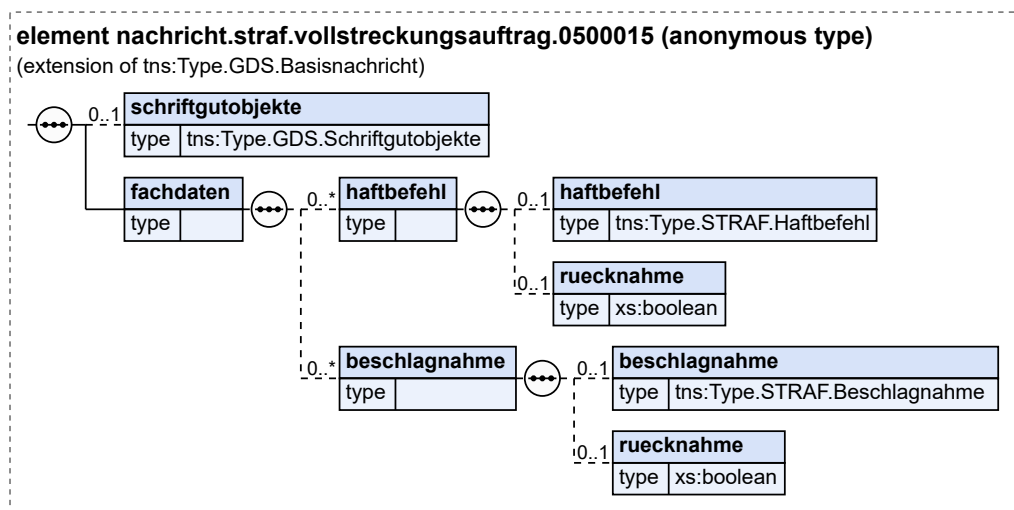 element nachricht.straf.vollstreckungsauftrag.0500015 (anonymous type)
(extension of tns:Type.GDS.Basisnachricht)
0..1 schriftgutobjekte
type tns:Type.GDS.Schriftgutobjekte
fachdaten 0..* haftbefehl 0..1 haftbefehl
type type type tns:Type.STRAF.Haftbefehl
0..1 ruecknahme
type xs:boolean
0..* beschlagnahme 0..1 beschlagnahme
type type tns:Type.STRAF.Beschlagnahme
0..1 ruecknahme
type xs:boolean